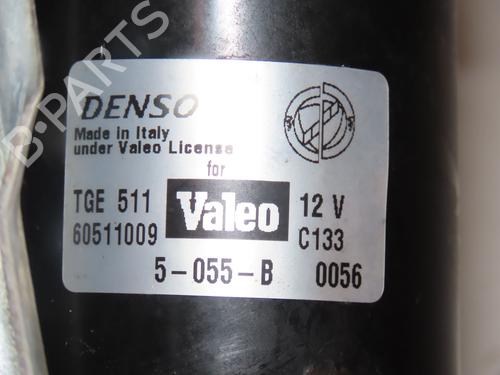 B-PARTS
DENSO
Made in Italy
under Valeo License
for
TGE 511 Valeo 12 V
60511009 C133
5-055-B 0056